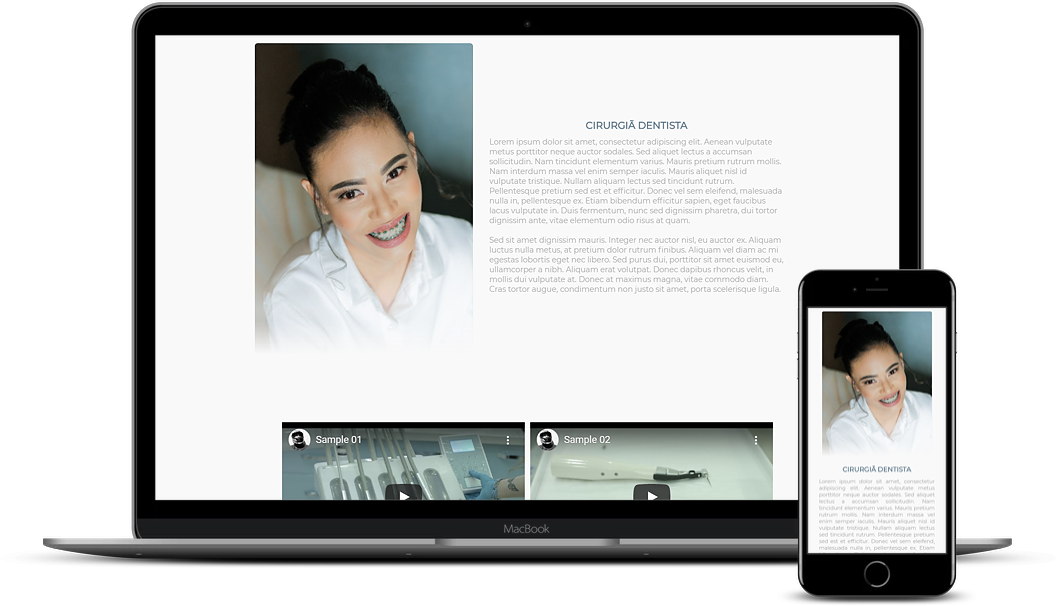 CIRURGIÃ DENTISTA
Lorem ipsum dolor sit amet, consectetur adipiscing elit. Aenean vulputate
metus porttitor neque auctor sodales. Sed aliquet lectus a accumsan
sollicitudin. Nam tincidunt elementum varius. Mauris pretium rutrum mollis.
Nam interdum massa vel enim semper iaculis. Mauris aliquet nisl id
vulputate tristique. Nullam aliquam lectus sed tincidunt rutrum.
Pellentesque pretium sed est et efficitur. Donec vel sem eleifend, malesuada
nulla in, pellentesque ex. Etiam bibendum efficitur sapien, eget faucibus
lacus vulputate in. Duis fermentum, nunc sed dignissim pharetra, dui tortor
dignissim ante, vitae elementum odio risus at quam.
Sed sit amet dignissim mauris. Integer nec auctor nisl, eu auctor ex. Aliquam
luctus nulla metus, at pretium dolor rutrum finibus. Aliquam vel diam ac mi
egestas lobortis eget nec libero. Sed purus dui, porttitor sit amet euismod eu,
ullamcorper a nibh. Aliquam erat volutpat. Donec dapibus rhoncus velit, in
mollis dui vulputate at. Donec at maximus magna, vitae commodo diam.
Cras tortor augue, condimentum non justo sit amet, porta scelerisque ligula.
Sample 01
Sample 02
MacBook
CIRURGIÃ DENTISTA
Lorem ipsum dolor sit amet, consectetur
adipiscing elit. Aenean vulputate metus
porttitor neque auctor sodales. Sed aliquet
lectus a accumsan sollicitudin. Nam
tincidunt elementum varius. Mauris pretium
rutrum mollis. Nam interdum massa vel enim
semper iaculis. Mauris aliquet nisl id
vulputate tristique. Nullam aliquam lectus
sed tincidunt rutrum. Pellentesque pretium
sed est et efficitur. Donec vel sem eleifend,
malesuada nulla in, pellentesque ex. Etiam